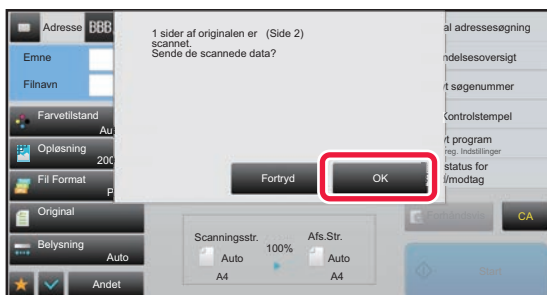 Adresse BBB
1 sider af originalen er (Side 2)
scannet.
Sende de scannede data?
Emne
Filnavn
Farvetilstand
Au
Opløsning
200
Fil Format
P
Original
Belysning
Auto
Andet
Fortryd
OK
Scanningsstr.
Auto
A4
100%
Afs.Str.
Auto
A4
al adressesøgning
ndelsesoversigt
t søgenummer
Kontrolstempel
t program
reg. Indstillinger
status for
/modtag
CA
Start